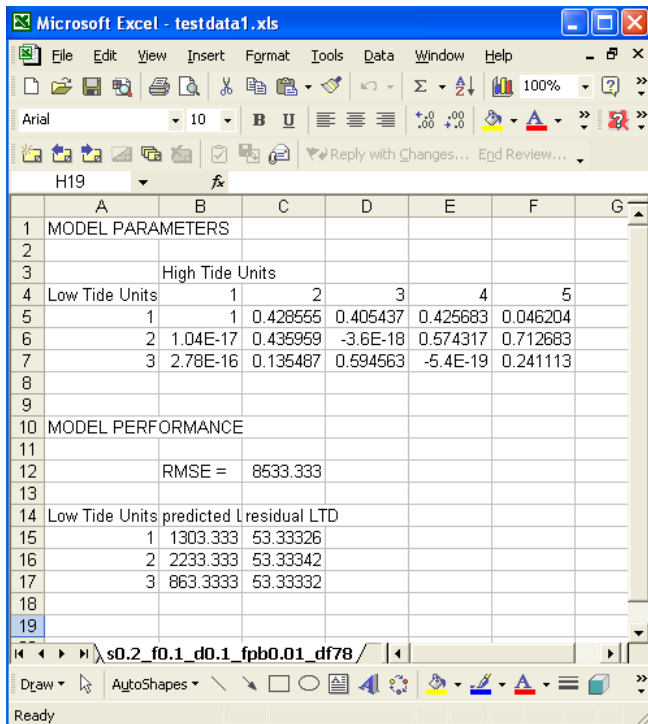 Microsoft Excel - testdata1.xls
File Edit View Insert Format Tools Data Window Help
Σ 100%
Arial 10 B U A
Reply with Changes... End Review...
H19 fx
A B C D E F G
1 MODEL PARAMETERS
2
3 High Tide Units
4 Low Tide Units 1 2 3 4 5
5 1 1 0.428555 0.405437 0.425683 0.046204
6 2 1.04E-17 0.435959 -3.6E-18 0.574317 0.712683
7 3 2.78E-16 0.135487 0.594563 -5.4E-19 0.241113
8
9
10 MODEL PERFORMANCE
11
12 RMSE = 8533.333
13
14 Low Tide Units predicted L residual LTD
15 1 1303.333 53.33326
16 2 2233.333 53.33342
17 3 863.3333 53.33332
18
19
s0.2_f0.1_d0.1_fpb0.01_df78
Draw AutoShapes A A
Ready